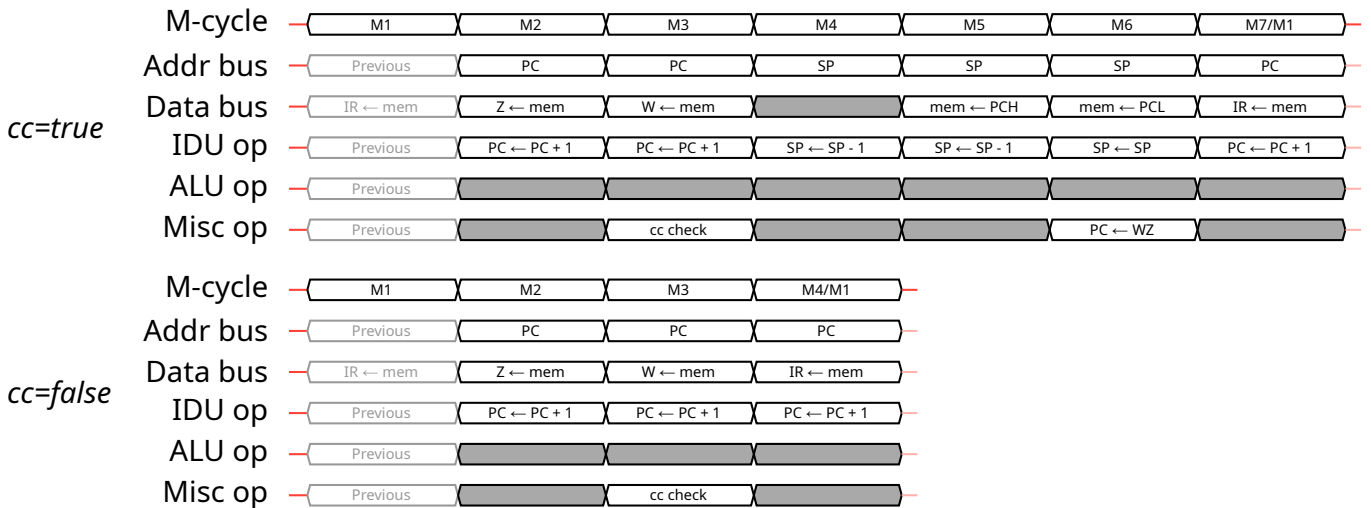 M-cycle M1 M2 M3 M4 M5 M6 M7/M1
Addr bus Previous PC PC SP SP SP PC
Data bus IR ← mem Z ← mem W ← mem mem ← PCH mem ← PCL IR ← mem
cc=true
IDU op Previous PC ← PC + 1 PC ← PC + 1 SP ← SP - 1 SP ← SP - 1 SP ← SP PC ← PC + 1
ALU op Previous
Misc op Previous cc check PC ← WZ
M-cycle M1 M2 M3 M4/M1
Addr bus Previous PC PC PC
Data bus IR ← mem Z ← mem W ← mem IR ← mem
cc=false
IDU op Previous PC ← PC + 1 PC ← PC + 1 PC ← PC + 1
ALU op Previous
Misc op Previous cc check